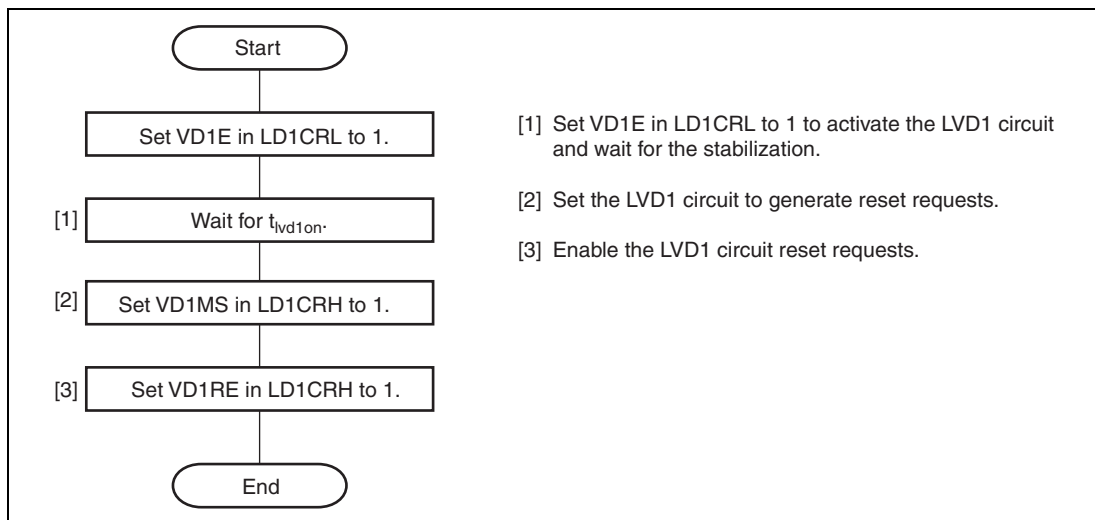 Start
Set VD1E in LD1CRL to 1.
[1] Wait for tlvd1on.
[2] Set VD1MS in LD1CRH to 1.
[3] Set VD1RE in LD1CRH to 1.
End
[1] Set VD1E in LD1CRL to 1 to activate the LVD1 circuit
and wait for the stabilization.
[2] Set the LVD1 circuit to generate reset requests.
[3] Enable the LVD1 circuit reset requests.